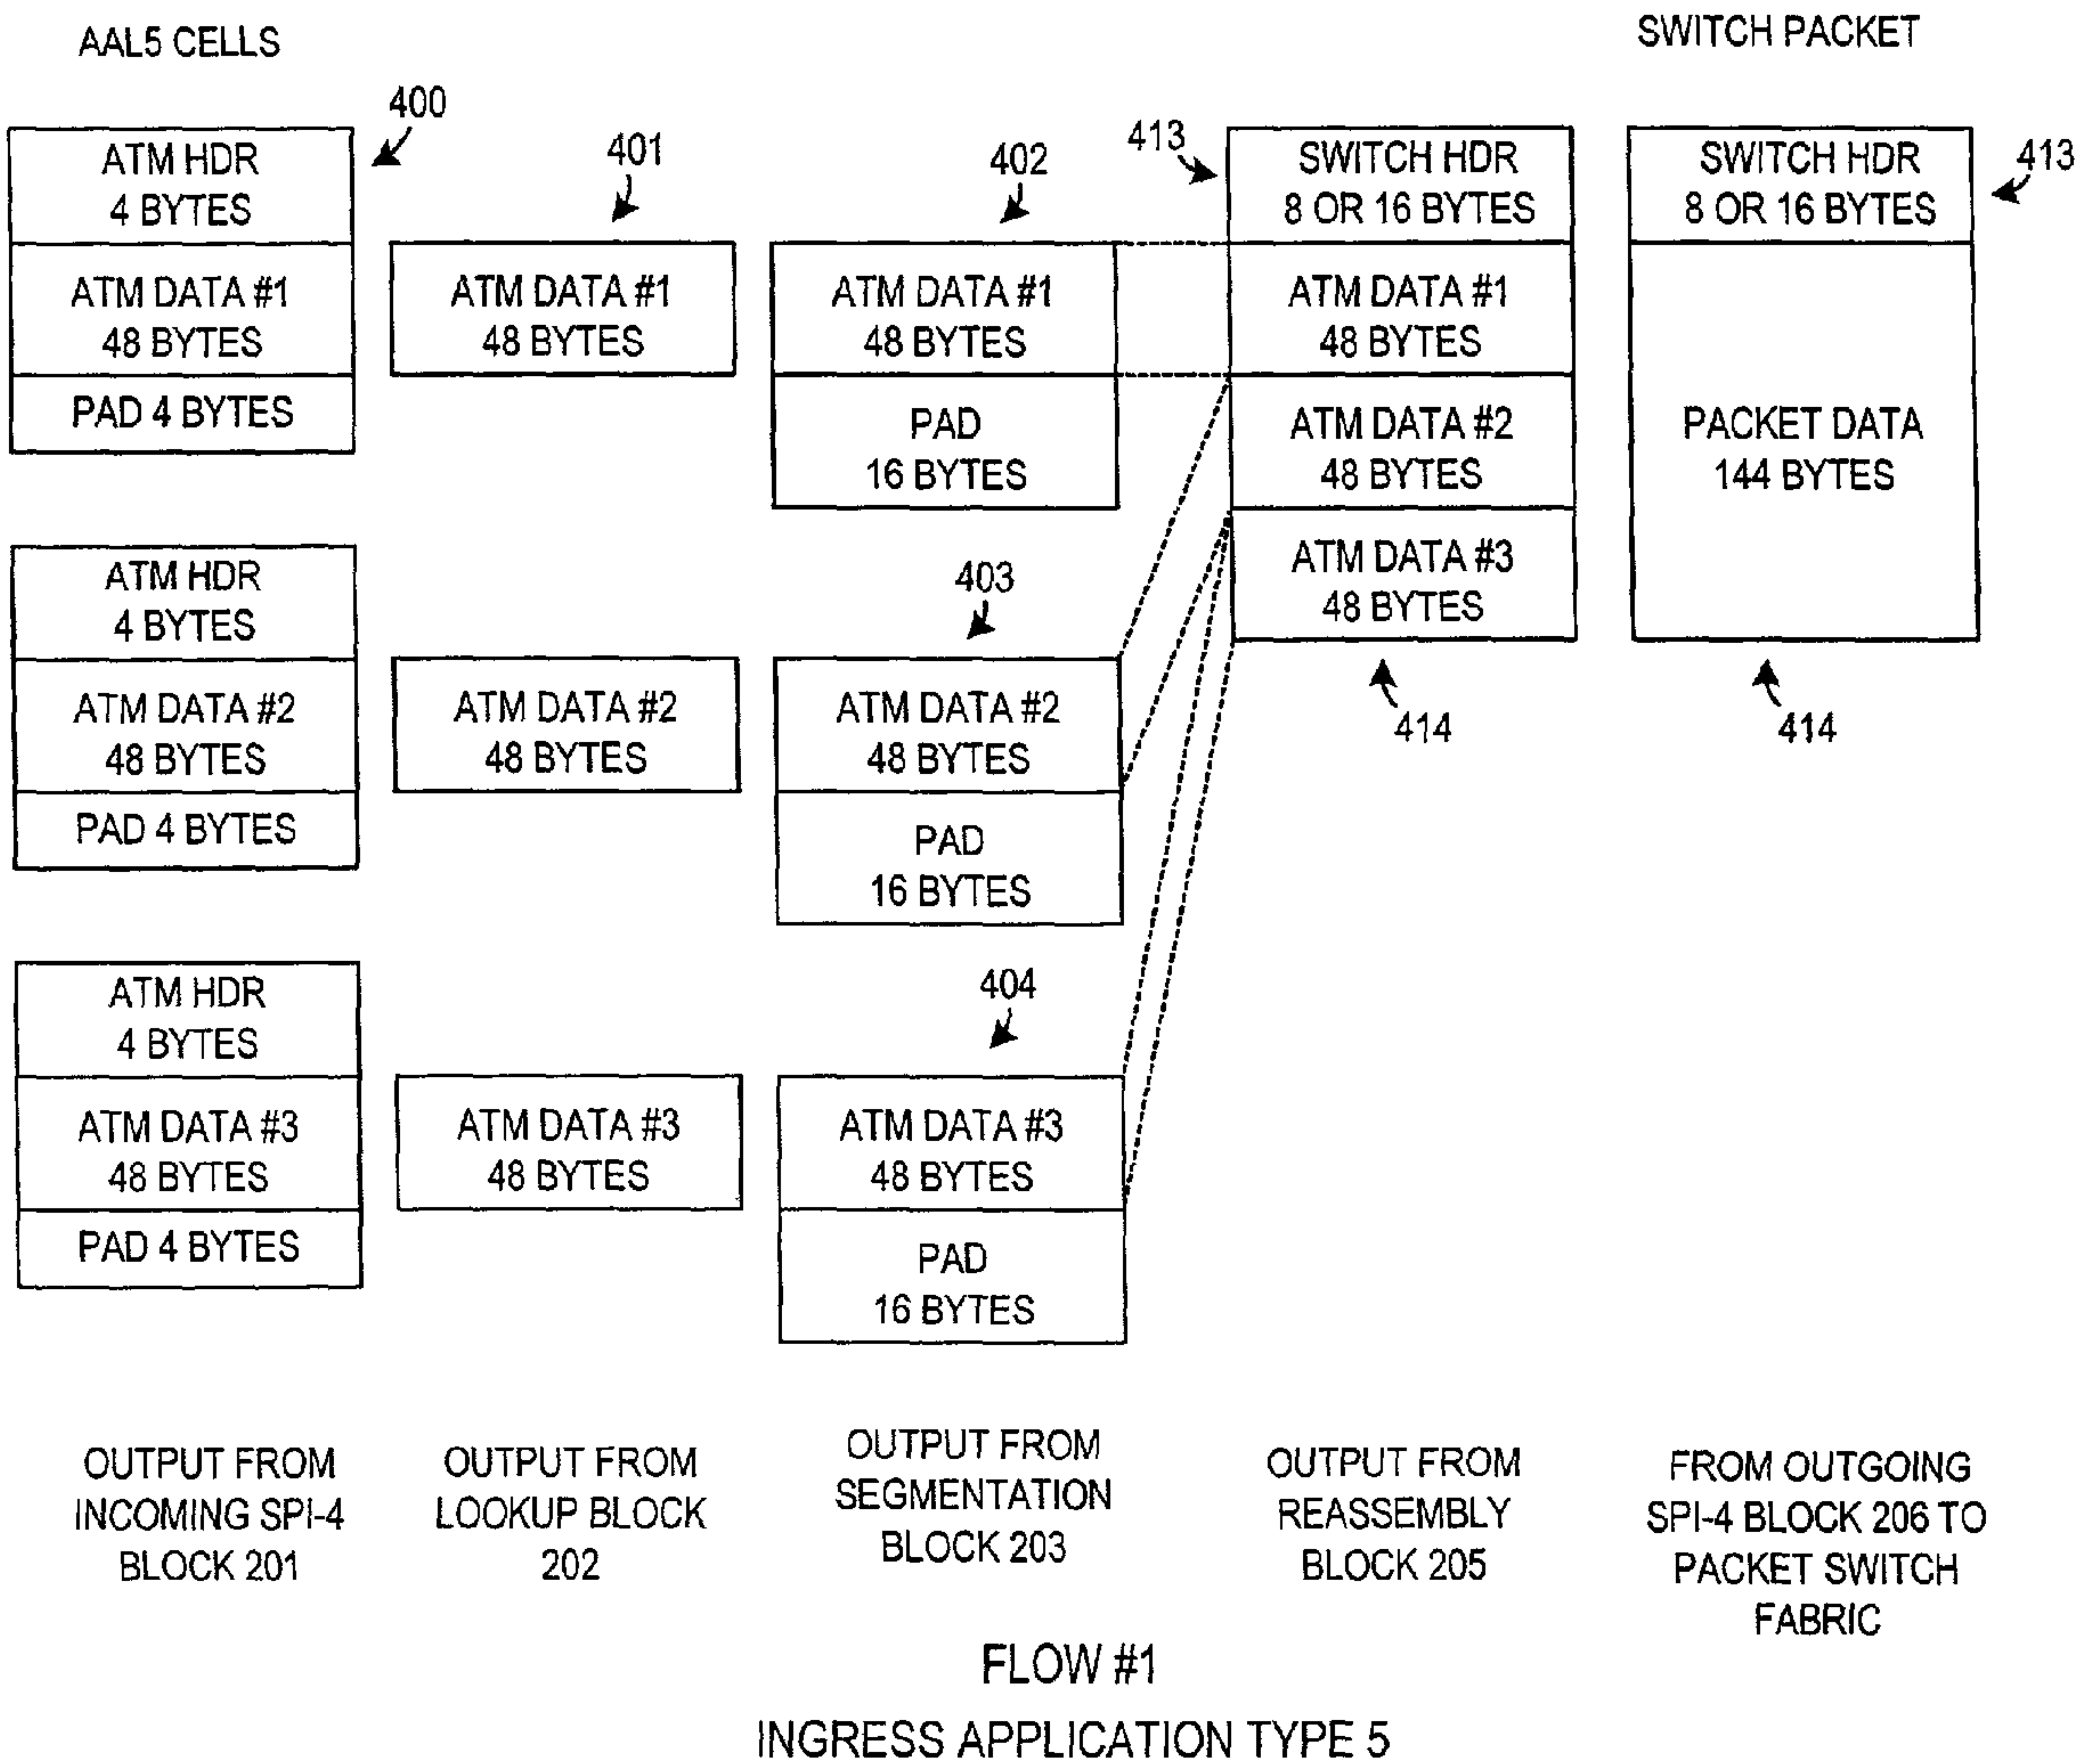 AAL5 CELLS
SWITCH PACKET
400
ATM HDR
4 BYTES
ATM DATA #1
48 BYTES
PAD 4 BYTES
ATM HDR
4 BYTES
ATM DATA #2
48 BYTES
PAD 4 BYTES
ATM HDR
4 BYTES
ATM DATA #3
48 BYTES
PAD 4 BYTES
OUTPUT FROM
INCOMING SPI-4
BLOCK 201
401
ATM DATA #1
48 BYTES
ATM DATA #2
48 BYTES
ATM DATA #3
48 BYTES
OUTPUT FROM
LOOKUP BLOCK
202
402
ATM DATA #1
48 BYTES
PAD
16 BYTES
403
ATM DATA #2
48 BYTES
PAD
16 BYTES
404
ATM DATA #3
48 BYTES
PAD
16 BYTES
OUTPUT FROM
SEGMENTATION
BLOCK 203
413
SWITCH HDR
8 OR 16 BYTES
ATM DATA #1
48 BYTES
ATM DATA #2
48 BYTES
ATM DATA #3
48 BYTES
414
OUTPUT FROM
REASSEMBLY
BLOCK 205
SWITCH HDR
8 OR 16 BYTES
413
PACKET DATA
144 BYTES
414
FROM OUTGOING
SPI-4 BLOCK 206 TO
PACKET SWITCH
FABRIC
FLOW #1
INGRESS APPLICATION TYPE 5